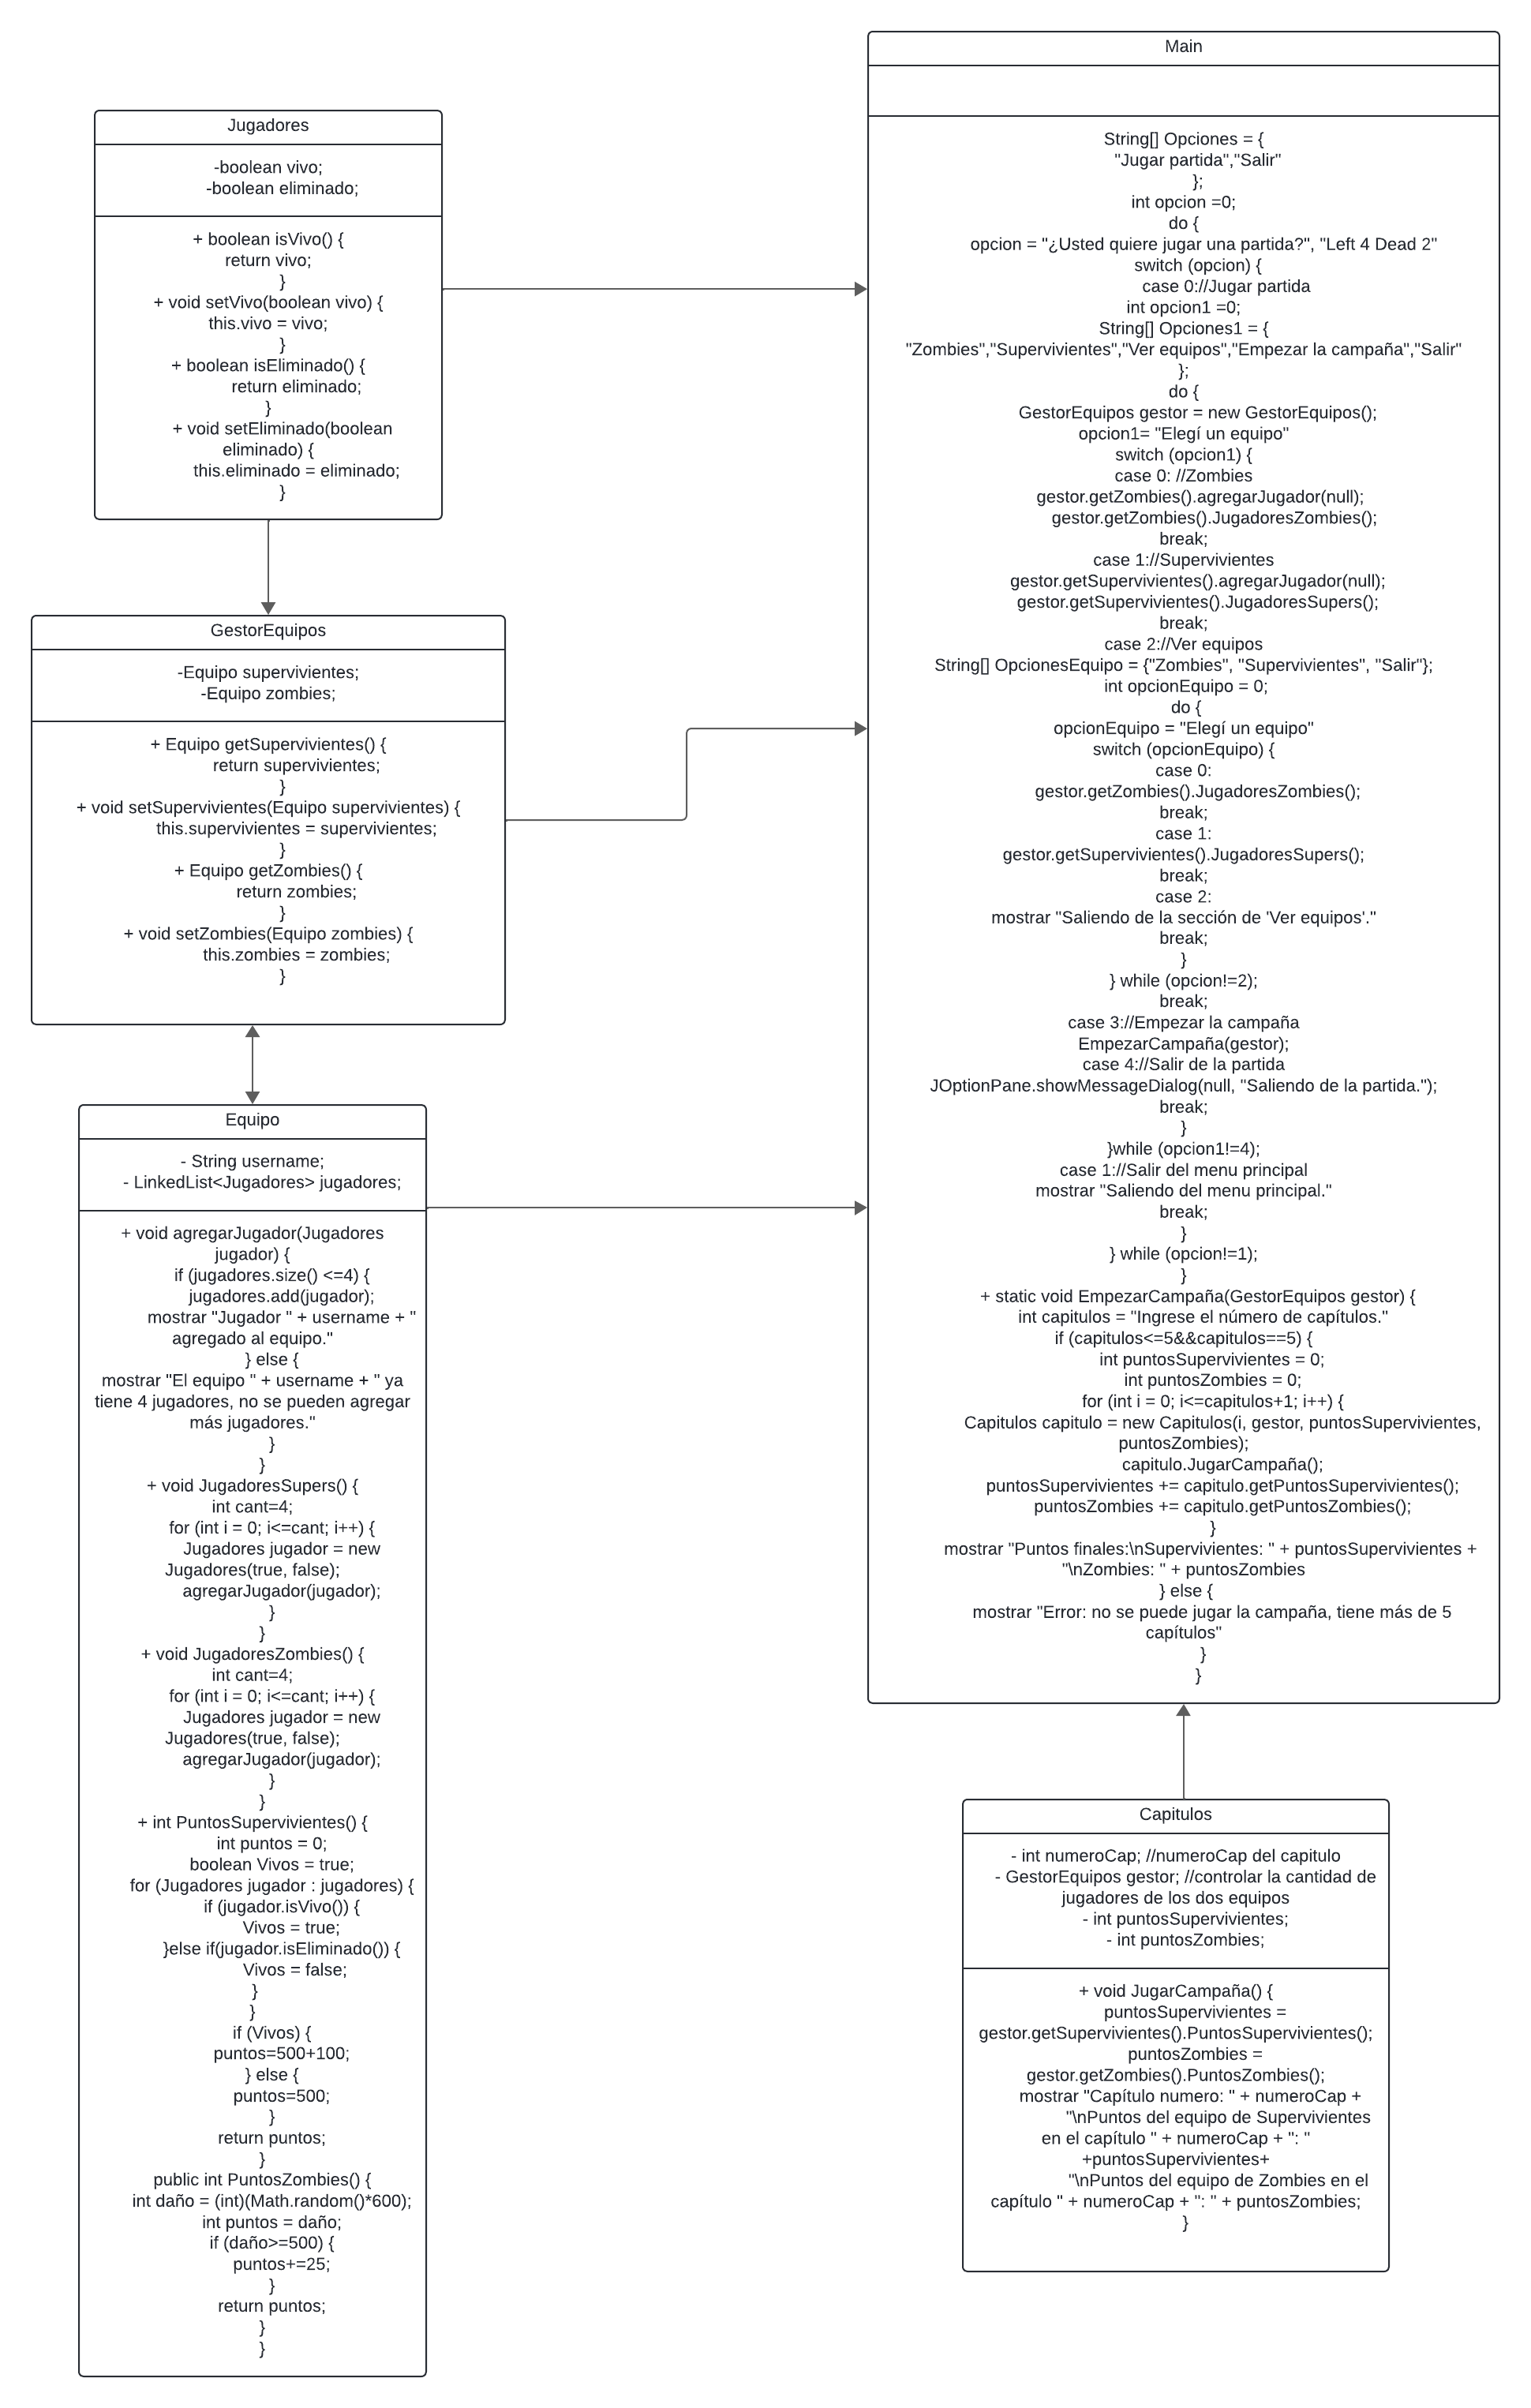 Jugadores
-boolean vivo;
-boolean eliminado;
+ boolean isVivo() {
return vivo;
}
+ void setVivo(boolean vivo) {
this.vivo = vivo;
}
+ boolean isEliminado() {
return eliminado;
}
+ void setEliminado(boolean
eliminado) {
this.eliminado = eliminado;
}
GestorEquipos
-Equipo supervivientes;
-Equipo zombies;
+ Equipo getSupervivientes() {
return supervivientes;
}
+ void setSupervivientes(Equipo supervivientes) {
this.supervivientes = supervivientes;
}
+ Equipo getZombies() {
return zombies;
}
+ void setZombies(Equipo zombies) {
this.zombies = zombies;
}
Equipo
- String username;
- LinkedList<Jugadores> jugadores;
+ void agregarJugador(Jugadores
jugador) {
if (jugadores.size() <=4) {
jugadores.add(jugador);
mostrar "Jugador " + username + "
agregado al equipo."
} else {
mostrar "El equipo " + username + " ya
tiene 4 jugadores, no se pueden agregar
más jugadores."
}
}
+ void JugadoresSupers() {
int cant=4;
for (int i = 0; i<=cant; i++) {
Jugadores jugador = new
Jugadores(true, false);
agregarJugador(jugador);
}
}
+ void JugadoresZombies() {
int cant=4;
for (int i = 0; i<=cant; i++) {
Jugadores jugador = new
Jugadores(true, false);
agregarJugador(jugador);
}
}
+ int PuntosSupervivientes() {
int puntos = 0;
boolean Vivos = true;
for (Jugadores jugador : jugadores) {
if (jugador.isVivo()) {
Vivos = true;
}else if(jugador.isEliminado()) {
Vivos = false;
}
}
if (Vivos) {
puntos=500+100;
} else {
puntos=500;
}
return puntos;
}
public int PuntosZombies() {
int daño = (int)(Math.random()*600);
int puntos = daño;
if (daño>=500) {
puntos+=25;
}
return puntos;
}
}
Main
String[] Opciones = {
"Jugar partida","Salir"
};
int opcion =0;
do {
opcion = "¿Usted quiere jugar una partida?", "Left 4 Dead 2"
switch (opcion) {
case 0://Jugar partida
int opcion1 =0;
String[] Opciones1 = {
"Zombies","Supervivientes","Ver equipos","Empezar la campaña","Salir"
};
do {
GestorEquipos gestor = new GestorEquipos();
opcion1= "Elegí un equipo"
switch (opcion1) {
case 0: //Zombies
gestor.getZombies().agregarJugador(null);
gestor.getZombies().JugadoresZombies();
break;
case 1://Supervivientes
gestor.getSupervivientes().agregarJugador(null);
gestor.getSupervivientes().JugadoresSupers();
break;
case 2://Ver equipos
String[] OpcionesEquipo = {"Zombies", "Supervivientes", "Salir"};
int opcionEquipo = 0;
do {
opcionEquipo = "Elegí un equipo"
switch (opcionEquipo) {
case 0:
gestor.getZombies().JugadoresZombies();
break;
case 1:
gestor.getSupervivientes().JugadoresSupers();
break;
case 2:
mostrar "Saliendo de la sección de 'Ver equipos'."
break;
}
} while (opcion!=2);
break;
case 3://Empezar la campaña
EmpezarCampaña(gestor);
case 4://Salir de la partida
JOptionPane.showMessageDialog(null, "Saliendo de la partida.");
break;
}
}while (opcion1!=4);
case 1://Salir del menu principal
mostrar "Saliendo del menu principal."
break;
}
} while (opcion!=1);
}
+ static void EmpezarCampaña(GestorEquipos gestor) {
int capitulos = "Ingrese el número de capítulos."
if (capitulos<=5&&capitulos==5) {
int puntosSupervivientes = 0;
int puntosZombies = 0;
for (int i = 0; i<=capitulos+1; i++) {
Capitulos capitulo = new Capitulos(i, gestor, puntosSupervivientes,
puntosZombies);
capitulo.JugarCampaña();
puntosSupervivientes += capitulo.getPuntosSupervivientes();
puntosZombies += capitulo.getPuntosZombies();
}
mostrar "Puntos finales:\nSupervivientes: " + puntosSupervivientes +
"\nZombies: " + puntosZombies
} else {
mostrar "Error: no se puede jugar la campaña, tiene más de 5
capítulos"
}
}
Capitulos
- int numeroCap; //numeroCap del capitulo
- GestorEquipos gestor; //controlar la cantidad de
jugadores de los dos equipos
- int puntosSupervivientes;
- int puntosZombies;
+ void JugarCampaña() {
puntosSupervivientes =
gestor.getSupervivientes().PuntosSupervivientes();
puntosZombies =
gestor.getZombies().PuntosZombies();
mostrar "Capítulo numero: " + numeroCap +
"\nPuntos del equipo de Supervivientes
en el capítulo " + numeroCap + ": "
+puntosSupervivientes+
"\nPuntos del equipo de Zombies en el
capítulo " + numeroCap + ": " + puntosZombies;
}